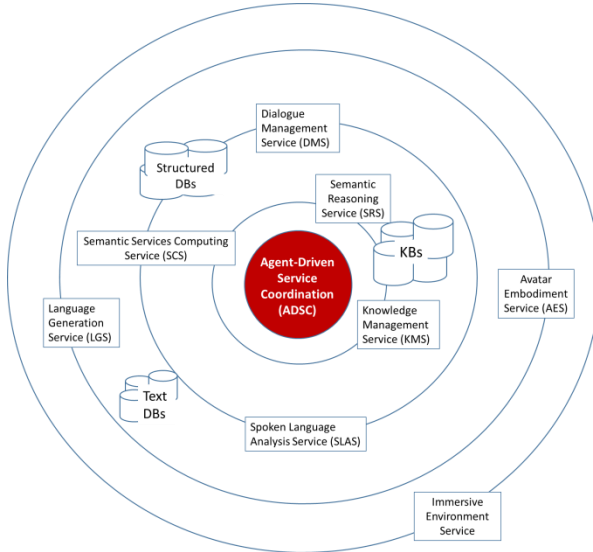 Dialogue
Management
Service (DMS)
Structured
DBs
Semantic
Reasoning
Service (SRS)
Semantic Services Computing
Service (SCS)
KBs
Agent-Driven
Service
Coordination
(ADSC)
Avatar
Embodiment
Service (AES)
Language
Generation
Service (LGS)
Knowledge
Management
Service (KMS)
Text
DBs
Spoken Language
Analysis Service (SLAS)
Immersive
Environment
Service